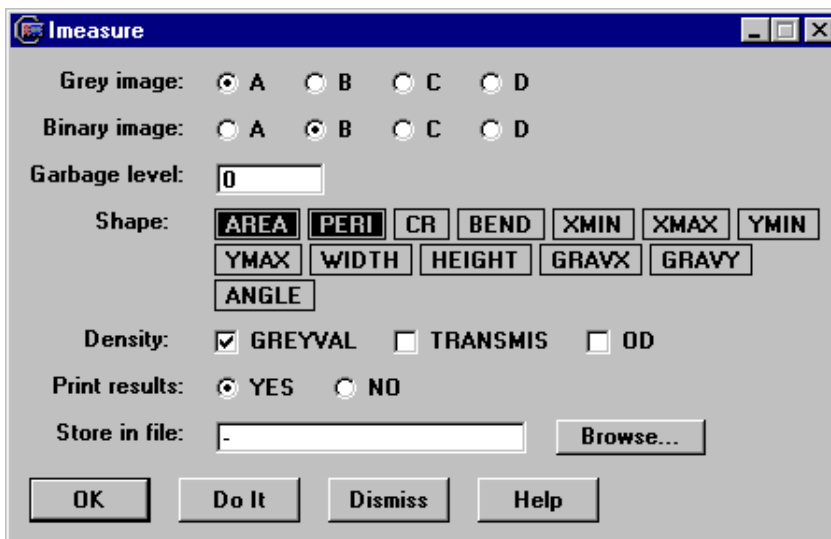 Imeasure
Grey image: A B C D
Binary image: A B C D
Garbage level: 0
Shape: AREA PERI CR BEND XMIN XMAX YMIN
YMAX WIDTH HEIGHT GRAVX GRAVY
ANGLE
Density: GREYVAL TRANSMIS OD
Print results: YES NO
Store in file: - Browse...
OK Do It Dismiss Help